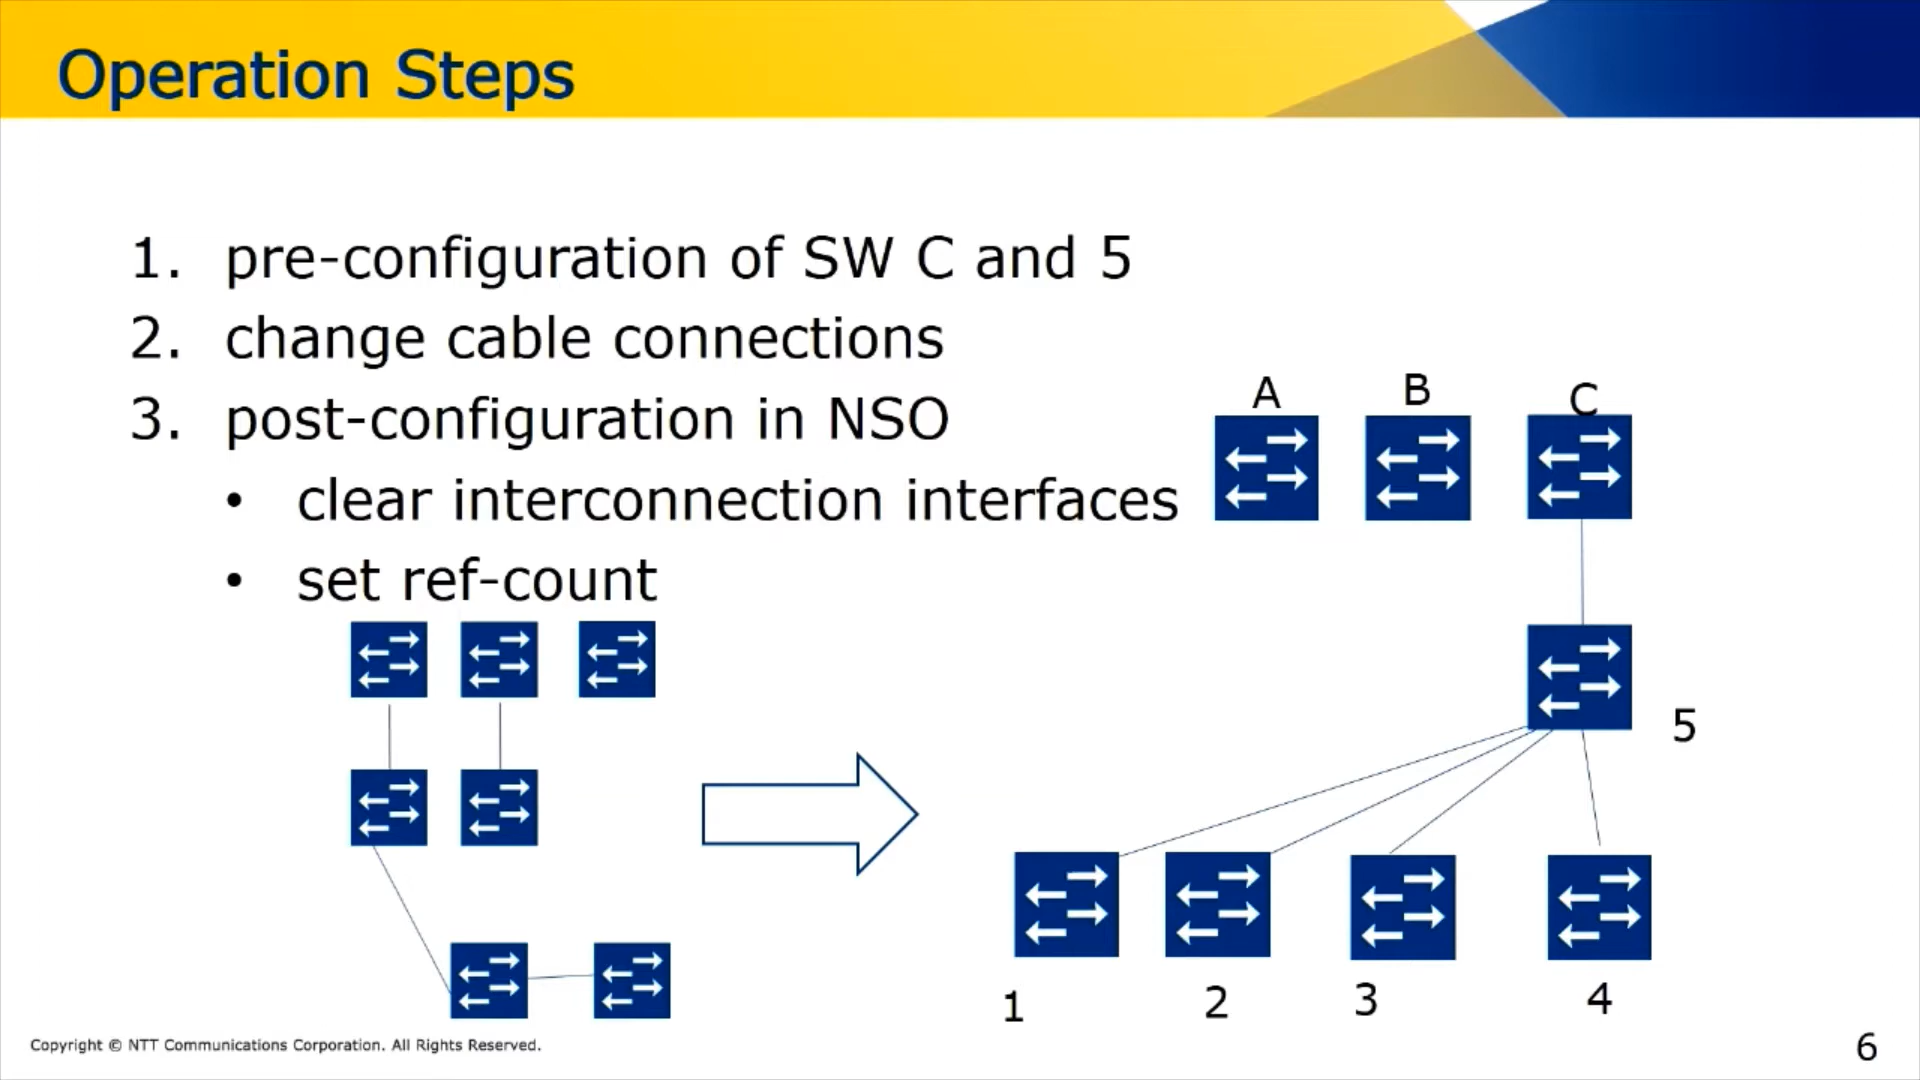 Operation Steps
1. pre-configuration of SW C and 5
2. change cable connections
3. post-configuration in NSO
• clear interconnection interfaces
• set ref-count
A
B
C
5
1
2
3
4
Copyright © NTT Communications Corporation. All Rights Reserved.
6